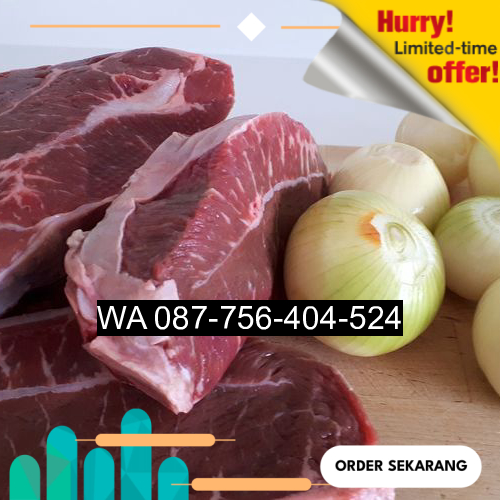 Hurry!
Limited-time
offer!
WA 087-756-404-524
ORDER SEKARANG